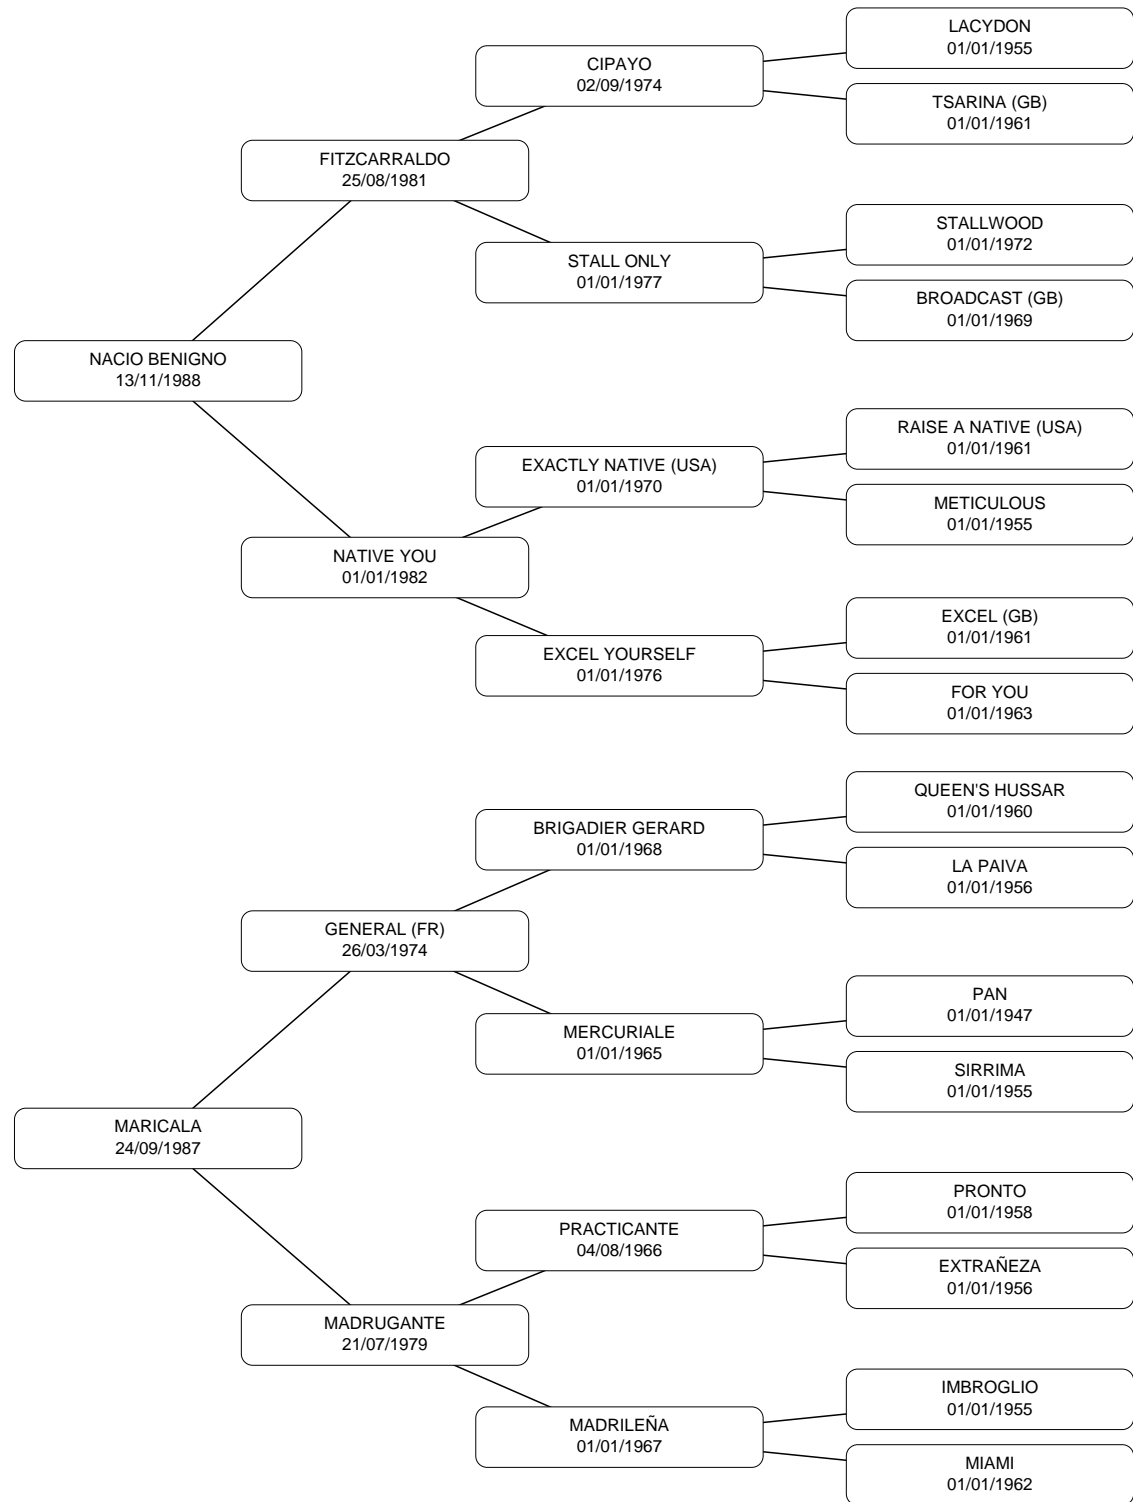 LACYDON
01/01/1955
CIPAYO
02/09/1974
TSARINA (GB)
01/01/1961
FITZCARRALDO
25/08/1981
STALLWOOD
01/01/1972
STALL ONLY
01/01/1977
BROADCAST (GB)
01/01/1969
NACIO BENIGNO
13/11/1988
RAISE A NATIVE (USA)
01/01/1961
EXACTLY NATIVE (USA)
01/01/1970
METICULOUS
01/01/1955
NATIVE YOU
01/01/1982
EXCEL (GB)
01/01/1961
EXCEL YOURSELF
01/01/1976
FOR YOU
01/01/1963
QUEEN'S HUSSAR
01/01/1960
BRIGADIER GERARD
01/01/1968
LA PAIVA
01/01/1956
GENERAL (FR)
26/03/1974
PAN
01/01/1947
MERCURIALE
01/01/1965
SIRRIMA
01/01/1955
MARICALA
24/09/1987
PRONTO
01/01/1958
PRACTICANTE
04/08/1966
EXTRAÑEZA
01/01/1956
MADRUGANTE
21/07/1979
IMBROGLIO
01/01/1955
MADRILEÑA
01/01/1967
MIAMI
01/01/1962